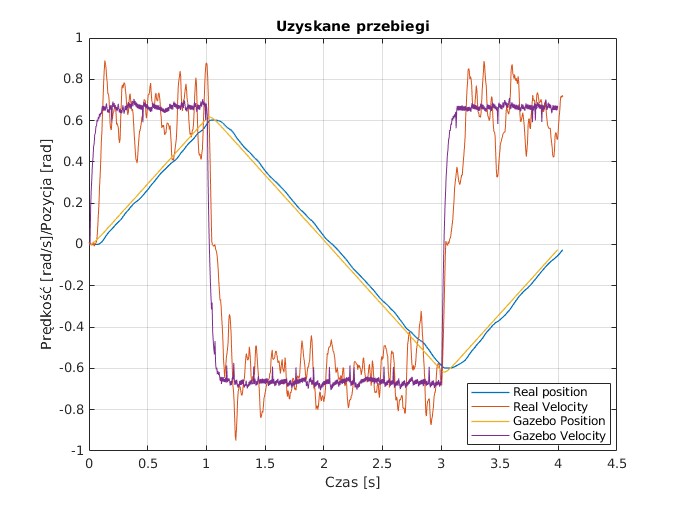 Uzyskane przebiegi
Prędkość [rad/s]/Pozycja [rad]
1
0.8
0.6
0.4
0.2
0
-0.2
-0.4
-0.6
-0.8
-1
Real position
Real Velocity
Gazebo Position
Gazebo Velocity
0 0.5 1 1.5 2 2.5 3 3.5 4 4.5
Czas [s]